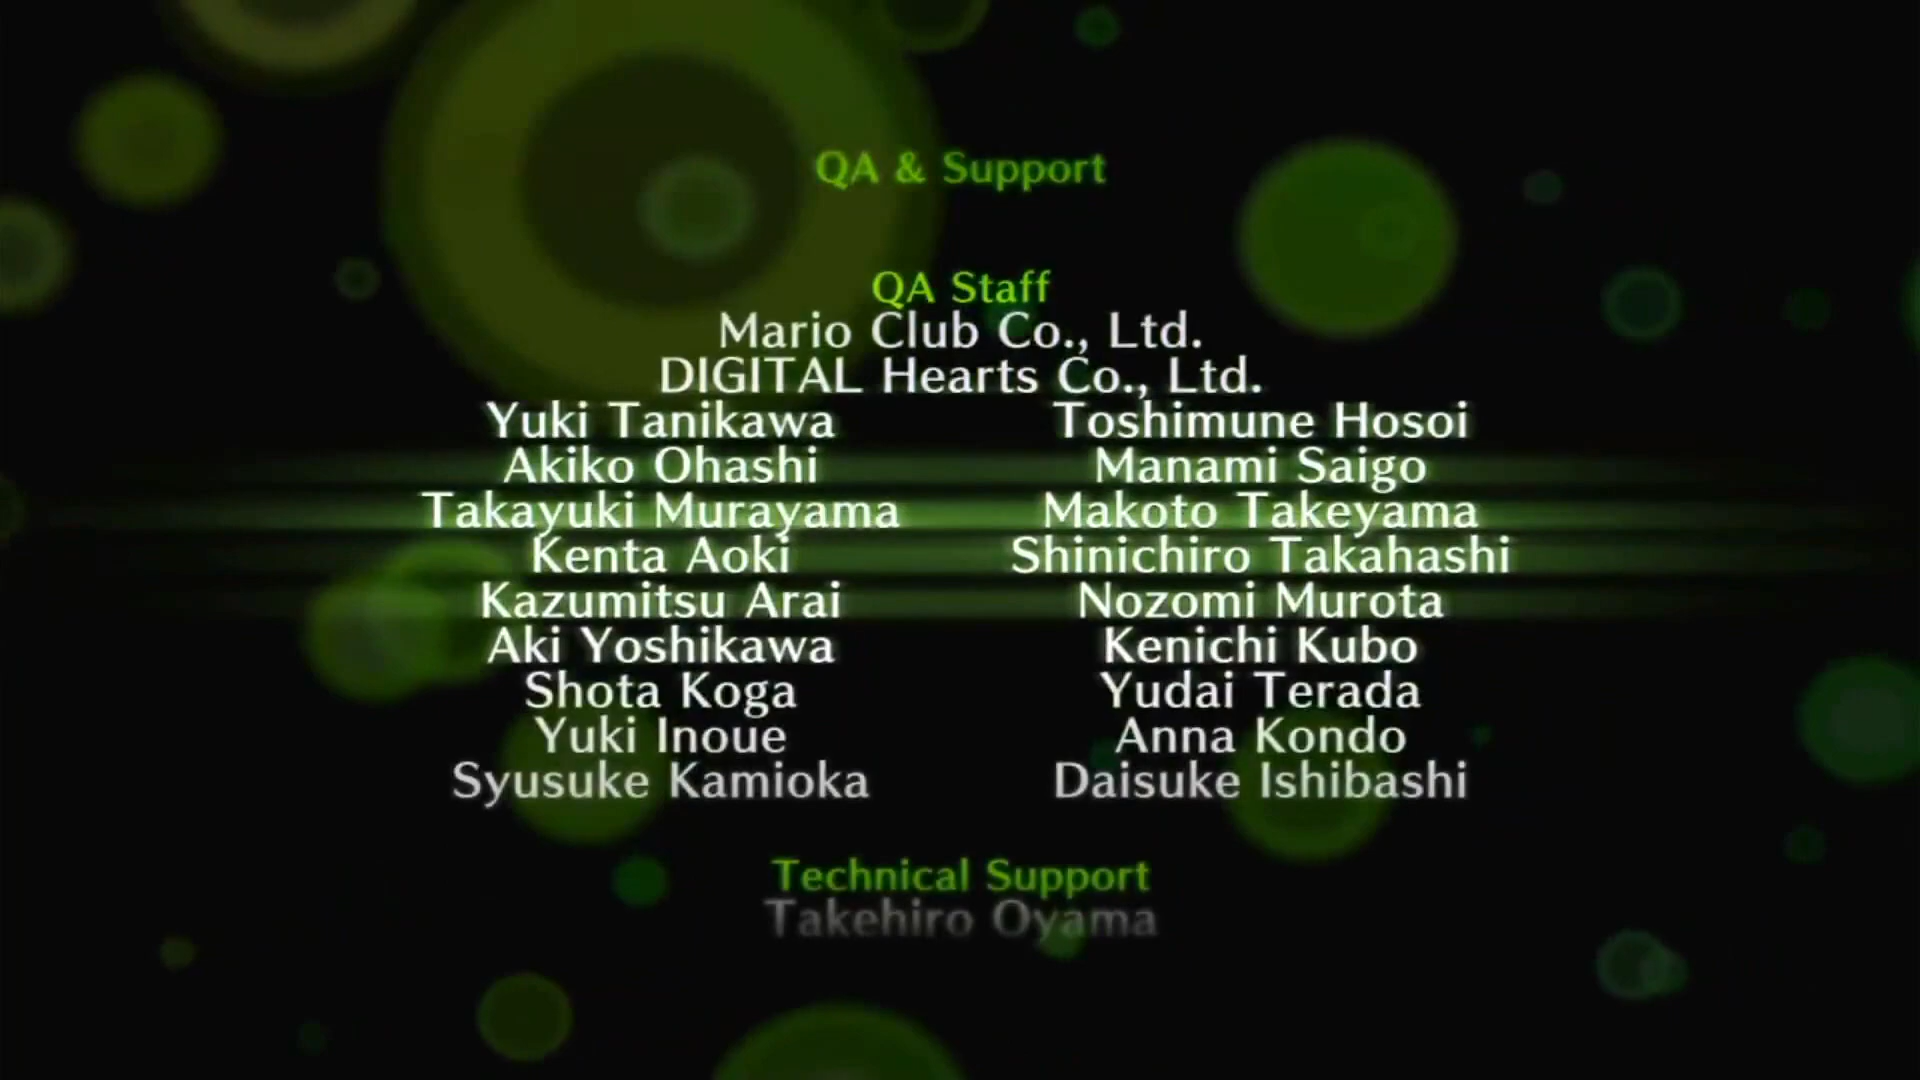 QA & Support
QA Staff
Mario Club Co., Ltd.
DIGITAL Hearts Co., Ltd.
Yuki Tanikawa Toshimune Hosoi
Akiko Ohashi Manami Saigo
Takayuki Murayama Makoto Takeyama
Kenta Aoki Shinichiro Takahashi
Kazumitsu Arai Nozomi Murota
Aki Yoshikawa Kenichi Kubo
Shota Koga Yudai Terada
Yuki Inoue Anna Kondo
Syusuke Kamioka Daisuke Ishibashi
Technical Support
Takehiro Oyama